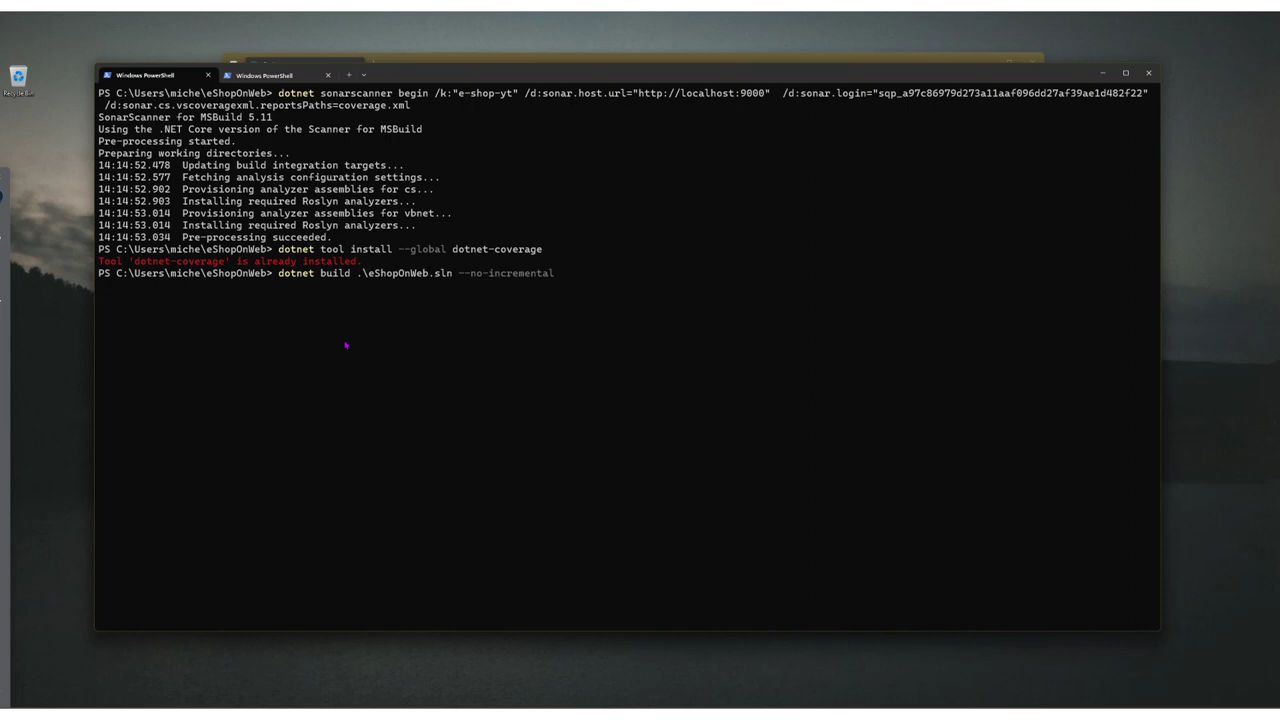 Recycle Bin
Windows PowerShell
Windows PowerShell
PS C:\Users\miche\eShopOnWeb> dotnet sonarscanner begin /k:"e-shop-yt" /d:sonar.host.url="http://localhost:9000"  /d:sonar.login="sqp_a97c86979d273a11aaf096dd27af39ae1d482f22"
/d:sonar.cs.vscoveragexml.reportsPaths=coverage.xml
SonarScanner for MSBuild 5.11
Using the .NET Core version of the Scanner for MSBuild
Pre-processing started.
Preparing working directories...
14:14:52.478  Updating build integration targets...
14:14:52.577  Fetching analysis configuration settings...
14:14:52.902  Provisioning analyzer assemblies for cs...
14:14:52.903  Installing required Roslyn analyzers...
14:14:53.014  Provisioning analyzer assemblies for vbnet...
14:14:53.014  Installing required Roslyn analyzers...
14:14:53.034  Pre-processing succeeded.
PS C:\Users\miche\eShopOnWeb> dotnet tool install --global dotnet-coverage
Tool 'dotnet-coverage' is already installed.
PS C:\Users\miche\eShopOnWeb> dotnet build .\eShopOnWeb.sln --no-incremental